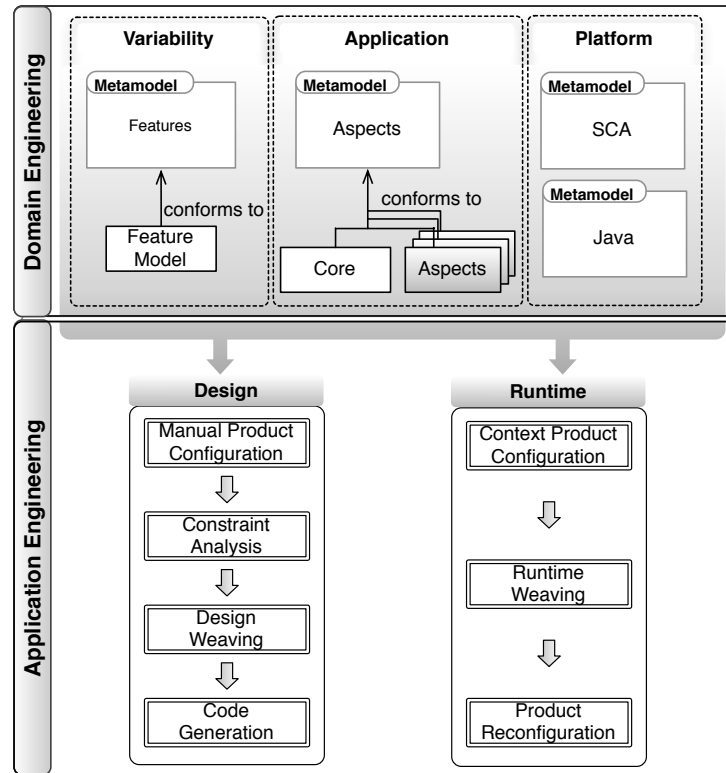 Domain Engineering
Variability
Metamodel
Features
conforms to
Feature
Model
Application
Metamodel
Aspects
conforms to
Core
Aspects
Platform
Metamodel
SCA
Metamodel
Java
Application Engineering
Design
Manual Product
Configuration
Constraint
Analysis
Design
Weaving
Code
Generation
Runtime
Context Product
Configuration
Runtime
Weaving
Product
Reconfiguration